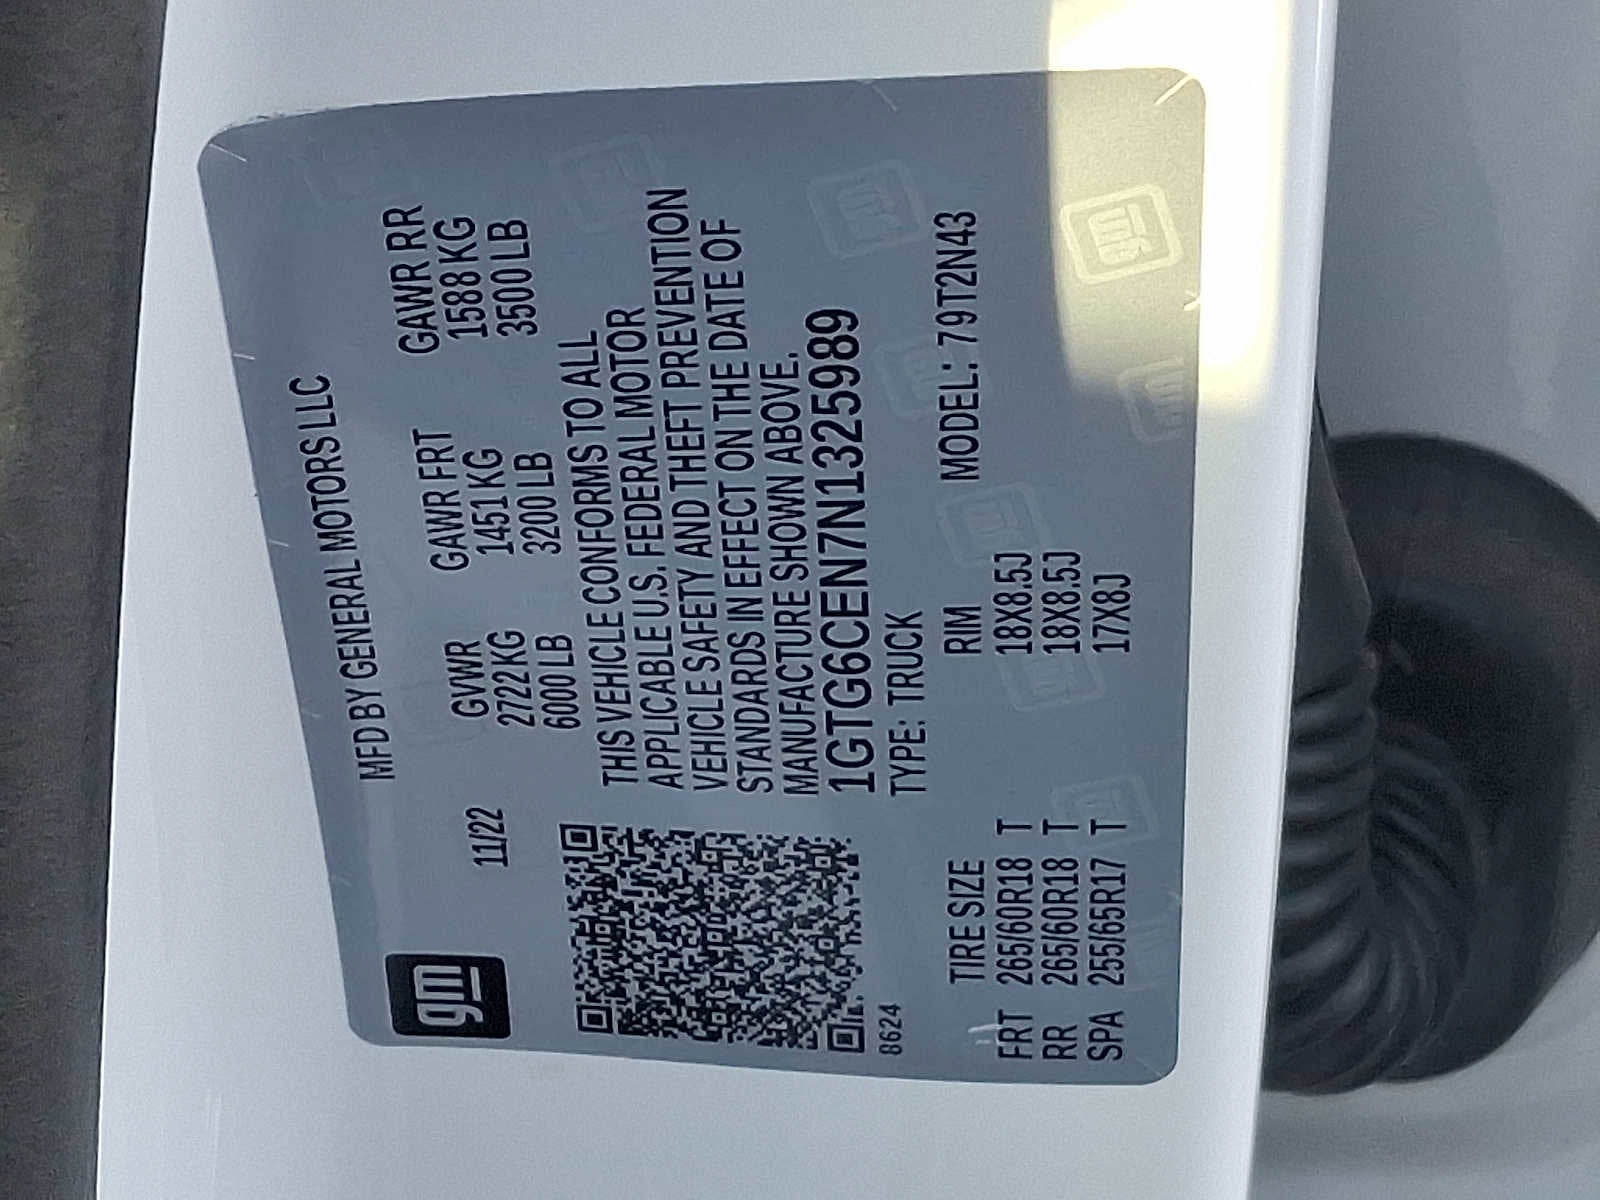 gm
MFD BY GENERAL MOTORS LLC
11/22
GVWR GAWR FRT GAWR RR
2722 KG 1451 KG 1588 KG
6000 LB 3200 LB 3500 LB
THIS VEHICLE CONFORMS TO ALL
APPLICABLE U.S. FEDERAL MOTOR
VEHICLE SAFETY AND THEFT PREVENTION
STANDARDS IN EFFECT ON THE DATE OF
MANUFACTURE SHOWN ABOVE.
1GTG6CEN7N1325989
TYPE: TRUCK MODEL: 79T2N43
8624
TIRE SIZE RIM
FRT 265/60R18 T 18X8.5J
RR 265/60R18 T 18X8.5J
SPA 255/65R17 T 17X8J